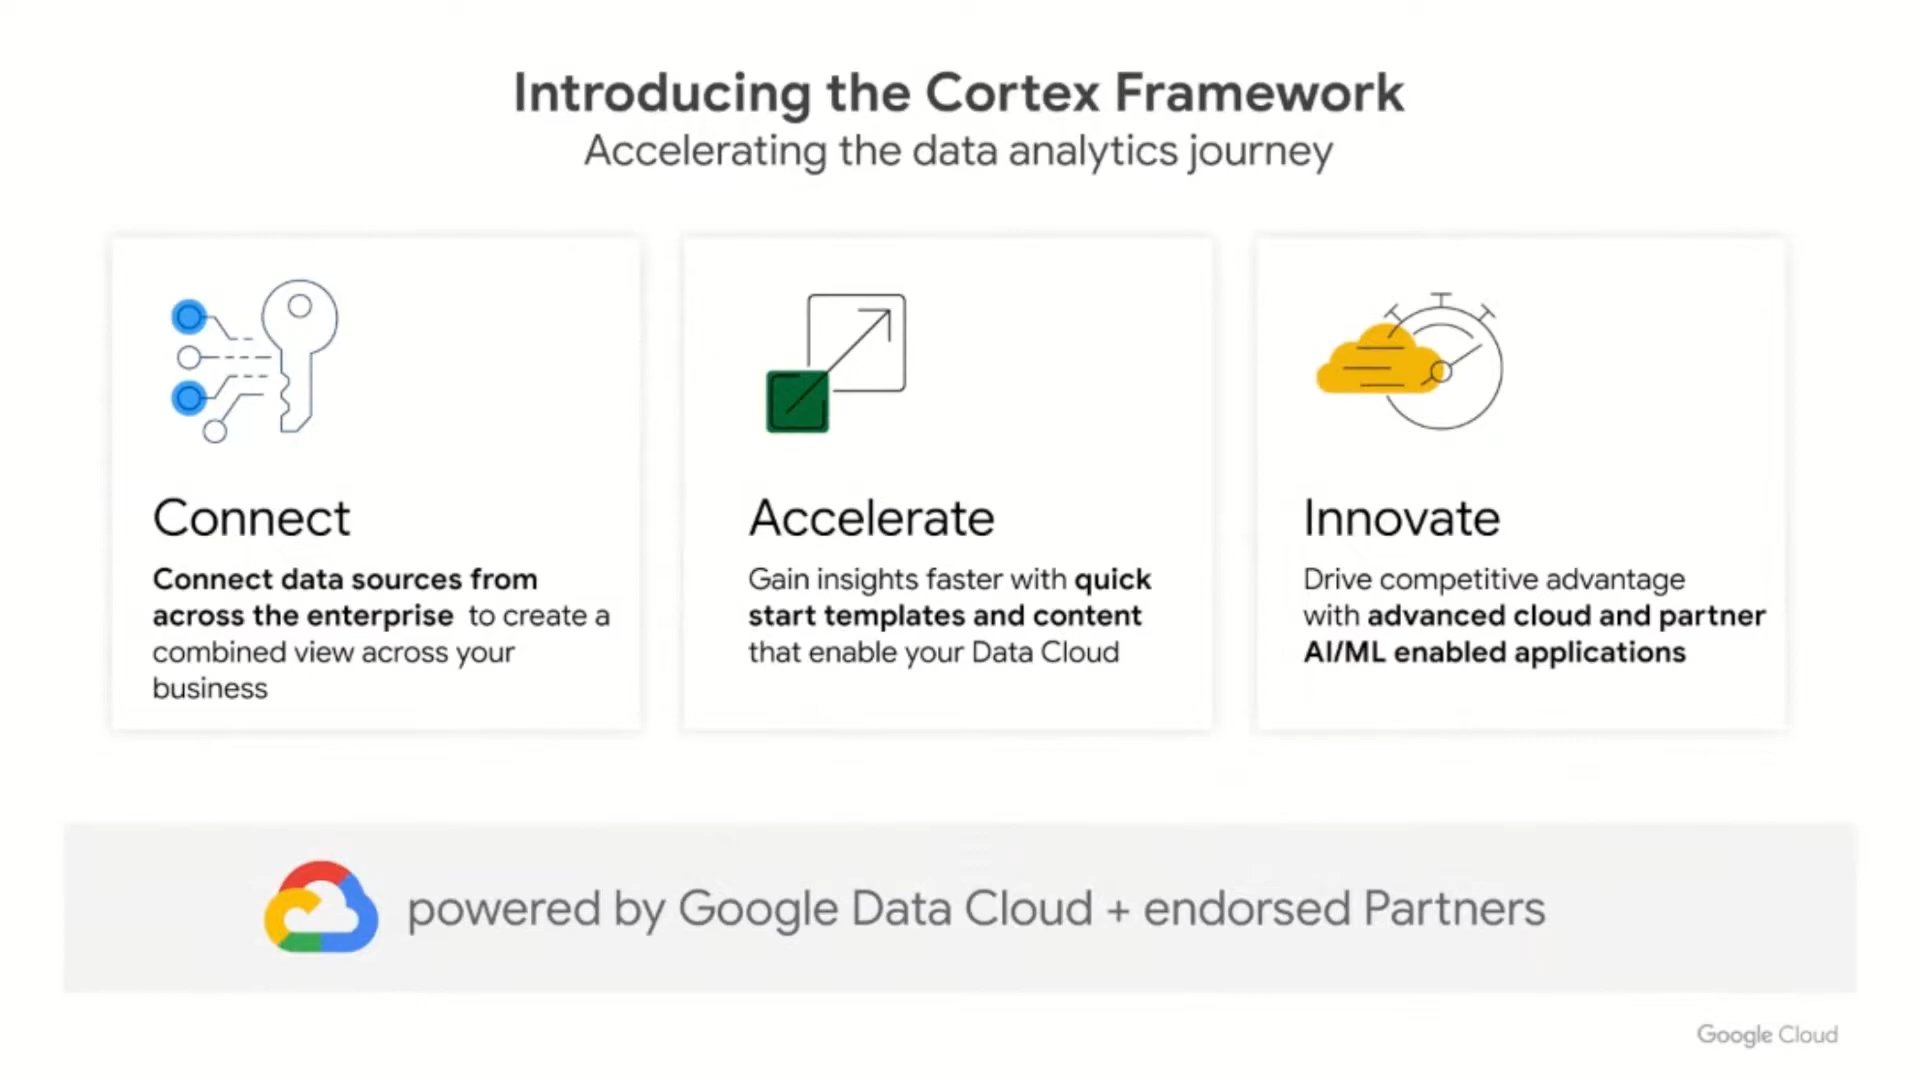 Introducing the Cortex Framework
Accelerating the data analytics journey
Connect
Connect data sources from
across the enterprise to create a
combined view across your
business
Accelerate
Gain insights faster with quick
start templates and content
that enable your Data Cloud
Innovate
Drive competitive advantage
with advanced cloud and partner
AI/ML enabled applications
powered by Google Data Cloud + endorsed Partners
Google Cloud